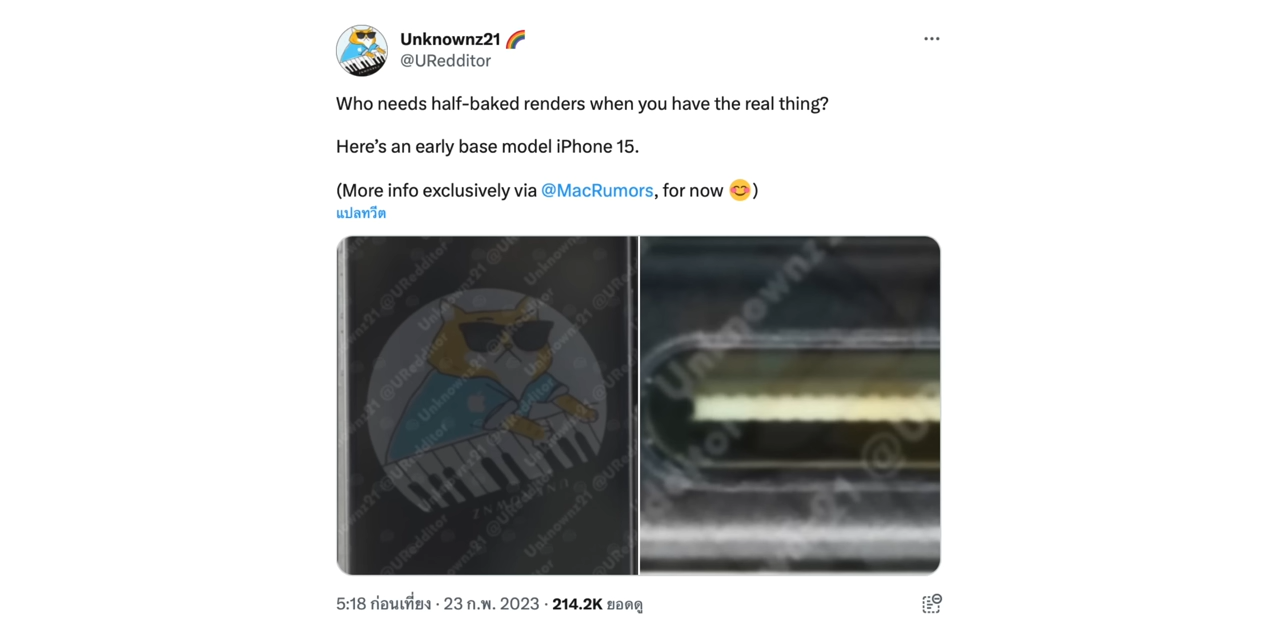 Unknownz21 🌈
@URedditor
Who needs half-baked renders when you have the real thing?
Here’s an early base model iPhone 15.
(More info exclusively via @MacRumors, for now 😊)
แปลทวีต
Unknownz21 @URedditor
5:18 ก่อนเที่ยง · 23 ก.พ. 2023 · 214.2K ยอดดู